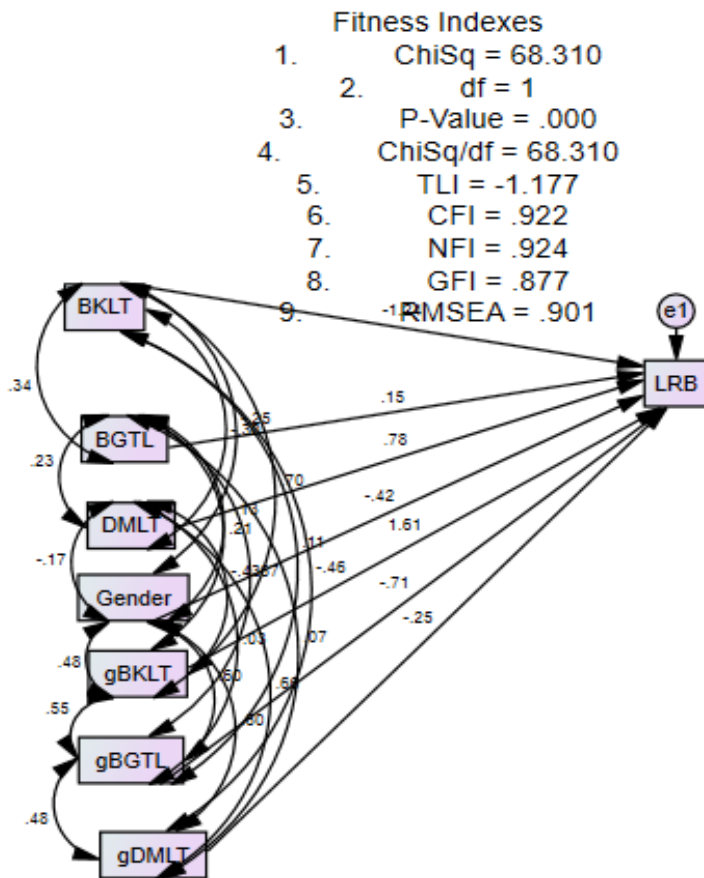 Fitness Indexes
1. ChiSq = 68.310
2. df = 1
3. P-Value = .000
4. ChiSq/df = 68.310
5. TLI = -1.177
6. CFI = .922
7. NFI = .924
8. GFI = .877
9. RMSEA = .901
e1
BKLT
LRB
.34
.15
BGTL
.78
.23
.70
DMLT
-.42
.21
1.61
.11
-.17
-.46
Gender
-.71
-.25
.48
.03
.07
gBKLT
.55
gBGTL
.48
gDMLT